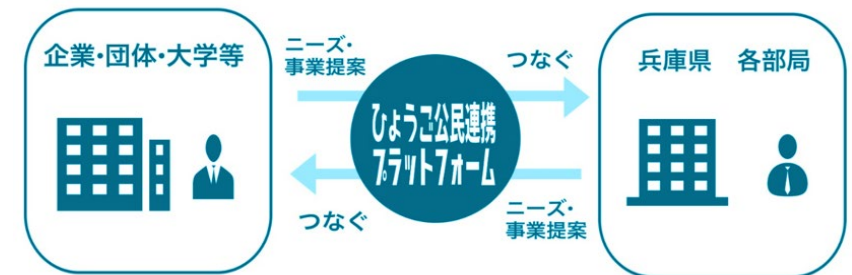 企業・団体・大学等
ニーズ・
事業提案
つなぐ
兵庫県　各部局
ひょうご公民連携
プラットフォーム
つなぐ
ニーズ・
事業提案